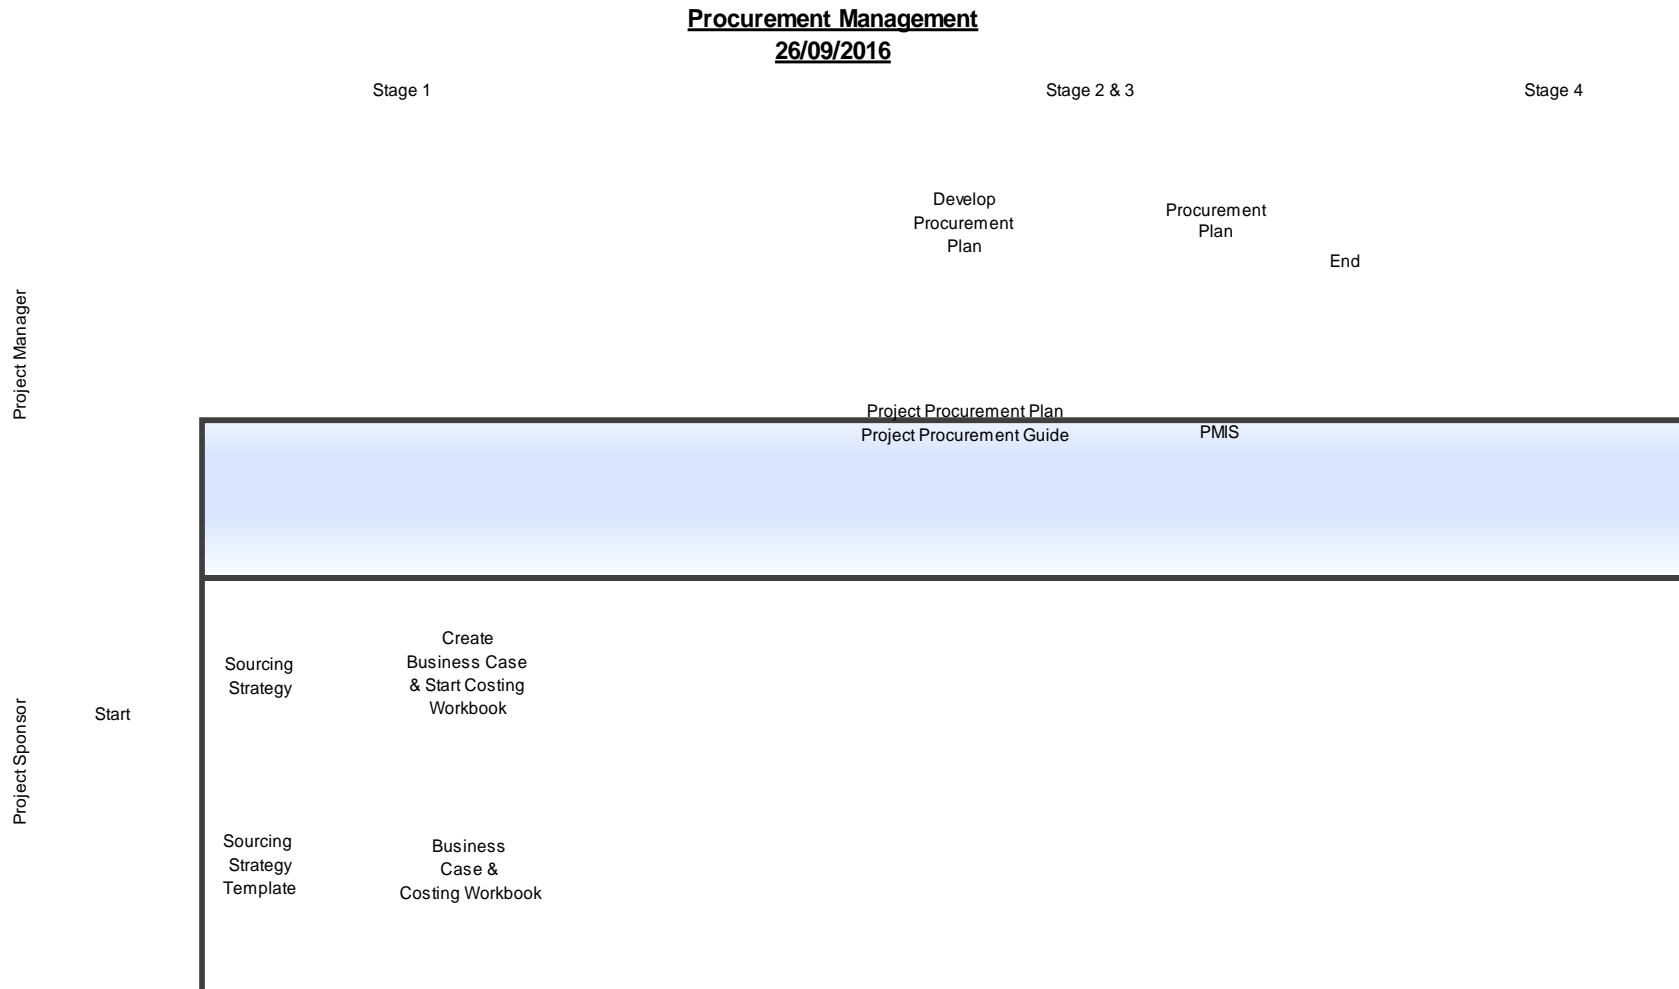 Procurement Management
26/09/2016
Stage 1
Stage 2 & 3
Stage 4
Project Manager
Develop
Procurement
Plan
Procurement
Plan
End
Project Procurement Plan
Project Procurement Guide
PMIS
Project Sponsor
Start
Sourcing
Strategy
Create
Business Case
& Start Costing
Workbook
Sourcing
Strategy
Template
Business
Case &
Costing Workbook